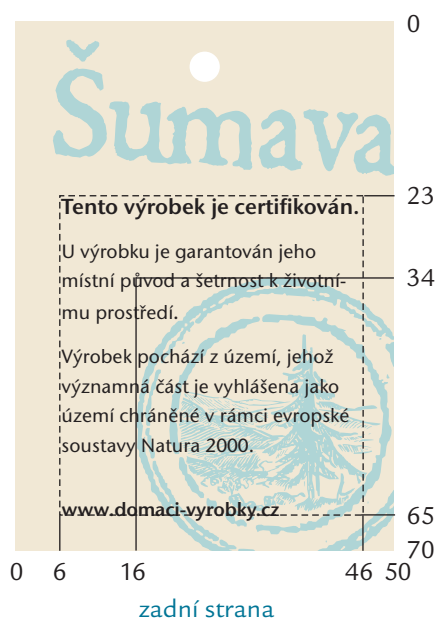 0
Šumava
23
Tento výrobek je certifikován.
U výrobku je garantován jeho
místní původ a šetrnost k životní-
34
mu prostředí.
Výrobek pochází z území, jehož
významná část je vyhlášena jako
území chráněné v rámci evropské
soustavy Natura 2000.
www.domaci-vyrobky.cz
65
70
0 6 16 46 50
zadní strana